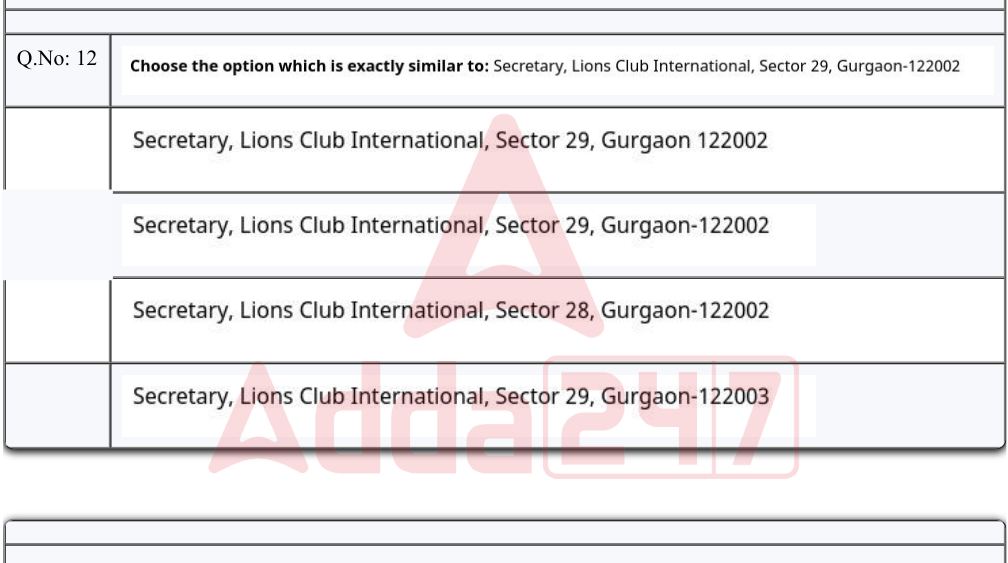 Q.No: 12
Choose the option which is exactly similar to: Secretary, Lions Club International, Sector 29, Gurgaon-122002
Secretary, Lions Club International, Sector 29, Gurgaon 122002
Secretary, Lions Club International, Sector 29, Gurgaon-122002
Secretary, Lions Club International, Sector 28, Gurgaon-122002
Secretary, Lions Club International, Sector 29, Gurgaon-122003
Adda247